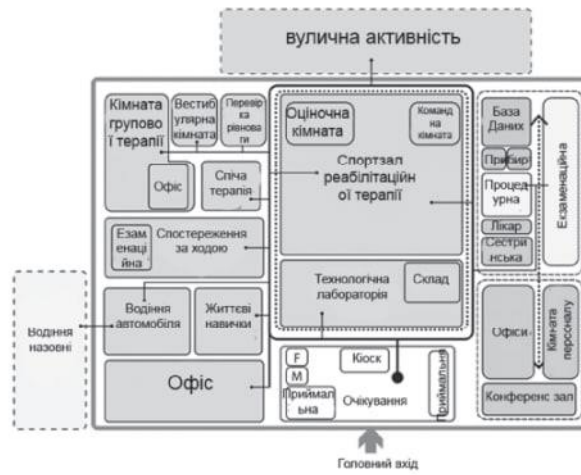 вулична активність
Кімната
групово
ї терапії
Вестиб
улярна
кімната
Перевір
ка
рівнова
ги
Оціночна
кімната
Команд
на
кімната
Спортзал
реабілітаційн
ої терапії
База
Даних
Прибир
Екзаменаційна
Процед
урна
Лікар
Сестри
нська
Офіс
Спіча
терапія
Езам
енаці
йна
Спостереження
за ходою
Технологічна
лабораторія
Склад
Водіння
назовні
Водіння
автомобіля
Життєві
навички
Офіси
Кімната
персоналу
Офіс
F
M
Приймал
ьна
Кіоск
Очікування
Приймальня
Конференс зал
Головний вхід